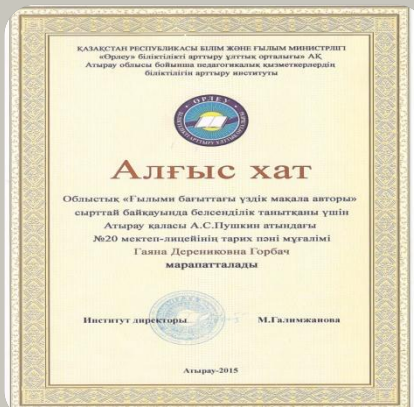 ҚАЗАҚСТАН РЕСПУБЛИКАСЫ БІЛІМ ЖӘНЕ ҒЫЛЫМ МИНИСТРЛІГІ
«Өрлеу» біліктілікті арттыру ұлттық орталығы» АҚ
Атырау облысы бойынша педагогикалық қызметкерлердің
біліктілігін арттыру институты
ӨРЛЕУ
Алғыс хат
Облыстық «Ғылыми бағыттағы үздік мақала авторы»
сырттай байқауында белсенділік танытқаны үшін
Атырау қаласы А.С.Пушкин атындағы
№20 мектеп-лицейінің тарих пәні мұғалімі
Гаяна Дерениковна Горбач
марапатталады
Институт директоры М.Галимжанова
Атырау-2015